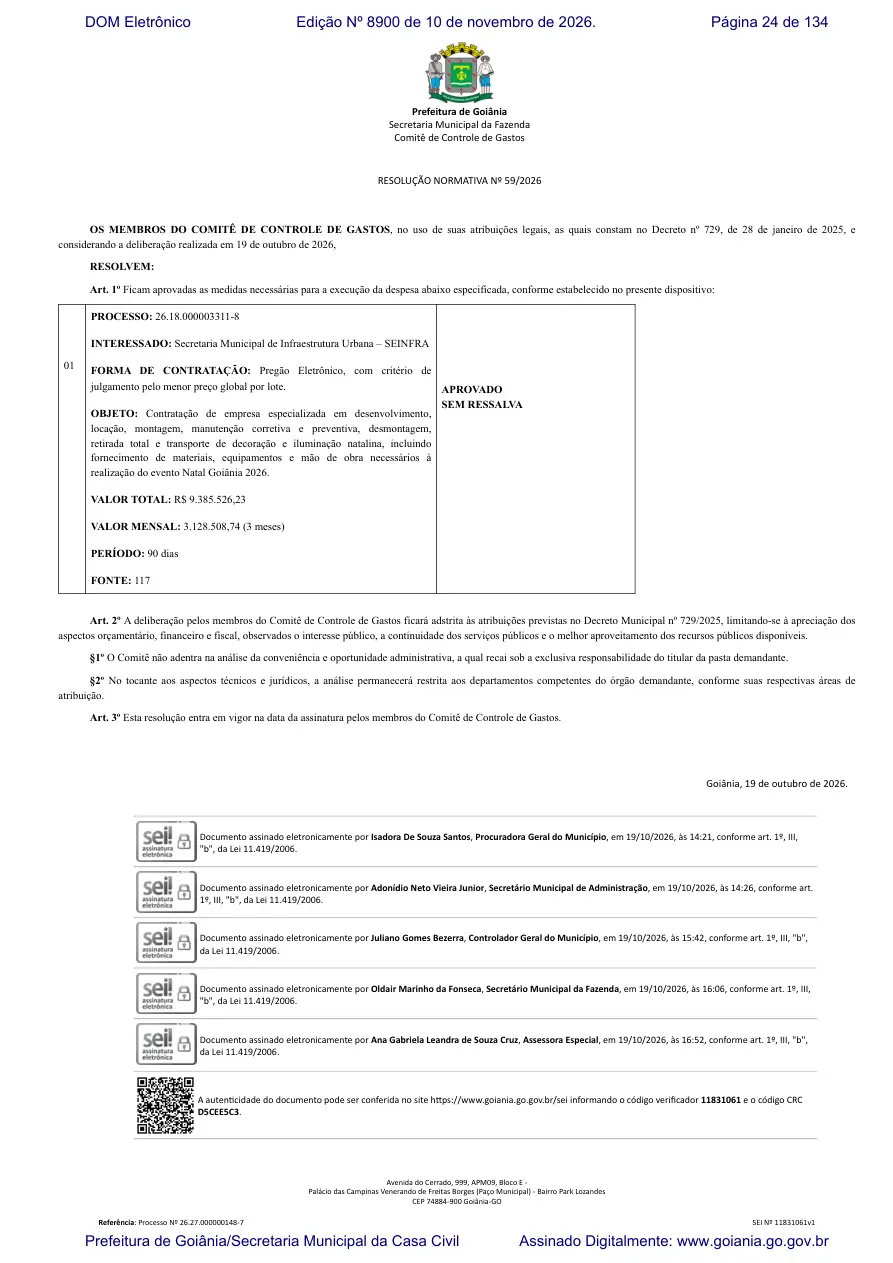 DOM Eletrônico Edição Nº 8900 de 10 de novembro de 2026. Página 24 de 134
Prefeitura de Goiânia
Secretaria Municipal da Fazenda
Comitê de Controle de Gastos
RESOLUÇÃO NORMATIVA Nº 59/2026
OS MEMBROS DO COMITÊ DE CONTROLE DE GASTOS, no uso de suas atribuições legais, as quais constam no Decreto nº 729, de 28 de janeiro de 2025, e
considerando a deliberação realizada em 19 de outubro de 2026,
RESOLVEM:
Art. 1º Ficam aprovadas as medidas necessárias para a execução da despesa abaixo especificada, conforme estabelecido no presente dispositivo:
01
PROCESSO: 26.18.000003311-8
INTERESSADO: Secretaria Municipal de Infraestrutura Urbana – SEINFRA
FORMA DE CONTRATAÇÃO: Pregão Eletrônico, com critério de
julgamento pelo menor preço global por lote.
OBJETO: Contratação de empresa especializada em desenvolvimento,
locação, montagem, manutenção corretiva e preventiva, desmontagem,
retirada total e transporte de decoração e iluminação natalina, incluindo
fornecimento de materiais, equipamentos e mão de obra necessários à
realização do evento Natal Goiânia 2026.
VALOR TOTAL: R$ 9.385.526,23
VALOR MENSAL: 3.128.508,74 (3 meses)
PERÍODO: 90 dias
FONTE: 117
APROVADO
SEM RESSALVA
Art. 2º A deliberação pelos membros do Comitê de Controle de Gastos ficará adstrita às atribuições previstas no Decreto Municipal nº 729/2025, limitando-se à apreciação dos
aspectos orçamentário, financeiro e fiscal, observados o interesse público, a continuidade dos serviços públicos e o melhor aproveitamento dos recursos públicos disponíveis.
§1º O Comitê não adentra na análise da conveniência e oportunidade administrativa, a qual recai sob a exclusiva responsabilidade do titular da pasta demandante.
§2º No tocante aos aspectos técnicos e jurídicos, a análise permanecerá restrita aos departamentos competentes do órgão demandante, conforme suas respectivas áreas de
atribuição.
Art. 3º Esta resolução entra em vigor na data da assinatura pelos membros do Comitê de Controle de Gastos.
Goiânia, 19 de outubro de 2026.
sei!
assinatura
eletrônica
Documento assinado eletronicamente por Isadora De Souza Santos, Procuradora Geral do Município, em 19/10/2026, às 14:21, conforme art. 1º, III,
"b", da Lei 11.419/2006.
sei!
assinatura
eletrônica
Documento assinado eletronicamente por Adonídio Neto Vieira Junior, Secretário Municipal de Administração, em 19/10/2026, às 14:26, conforme art.
1º, III, "b", da Lei 11.419/2006.
sei!
assinatura
eletrônica
Documento assinado eletronicamente por Juliano Gomes Bezerra, Controlador Geral do Município, em 19/10/2026, às 15:42, conforme art. 1º, III, "b",
da Lei 11.419/2006.
sei!
assinatura
eletrônica
Documento assinado eletronicamente por Oldair Marinho da Fonseca, Secretário Municipal da Fazenda, em 19/10/2026, às 16:06, conforme art. 1º, III,
"b", da Lei 11.419/2006.
sei!
assinatura
eletrônica
Documento assinado eletronicamente por Ana Gabriela Leandra de Souza Cruz, Assessora Especial, em 19/10/2026, às 16:52, conforme art. 1º, III, "b",
da Lei 11.419/2006.
A autenticidade do documento pode ser conferida no site https://www.goiania.go.gov.br/sei informando o código verificador 11831061 e o código CRC
D5CEE5C3.
Avenida do Cerrado, 999, APM09, Bloco E -
Palácio das Campinas Venerando de Freitas Borges (Paço Municipal) - Bairro Park Lozandes
CEP 74884-900 Goiânia-GO
Referência: Processo Nº 26.27.000000148-7 SEI Nº 11831061v1
Prefeitura de Goiânia/Secretaria Municipal da Casa Civil Assinado Digitalmente: www.goiania.go.gov.br